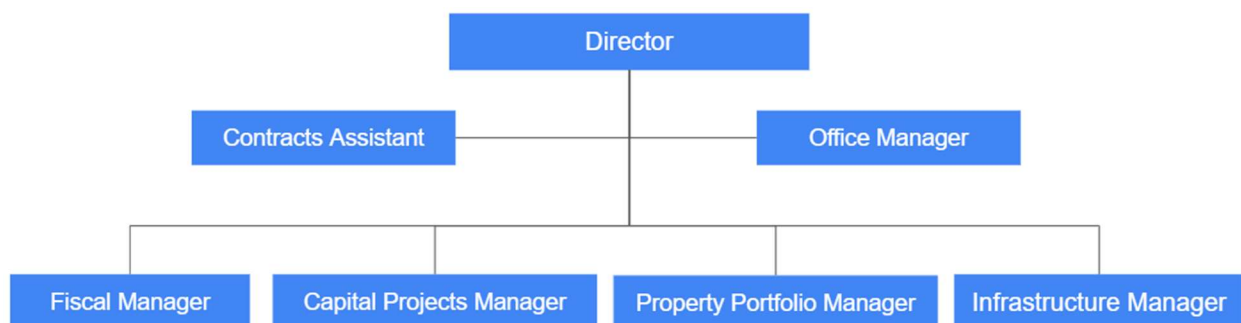 Director
Contracts Assistant
Office Manager
Fiscal Manager
Capital Projects Manager
Property Portfolio Manager
Infrastructure Manager